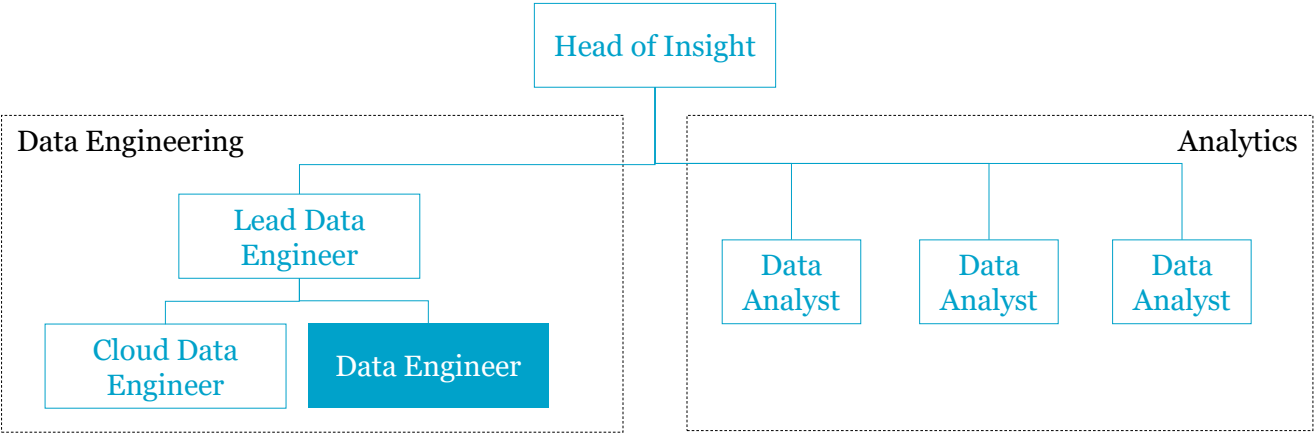 Head of Insight
Data Engineering
Analytics
Lead Data
Engineer
Data
Analyst
Data
Analyst
Data
Analyst
Cloud Data
Engineer
Data Engineer